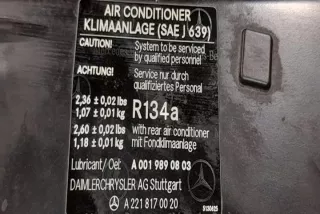 AIR CONDITIONER
KLIMAANLAGE (SAE J 639)
CAUTION! System to be serviced
by qualified personnel
ACHTUNG! Service nur durch
qualifiziertes Personal
2,36 ± 0,02 lbs
1,07 ± 0,01 kg R134a
2,60 ± 0,02 lbs with rear air conditioner
1,18 ± 0,01 kg mit Fondklimaanlage
Lubricant/Oel: A 001 989 08 03
DAIMLERCHRYSLER AG Stuttgart
A 221 817 00 20